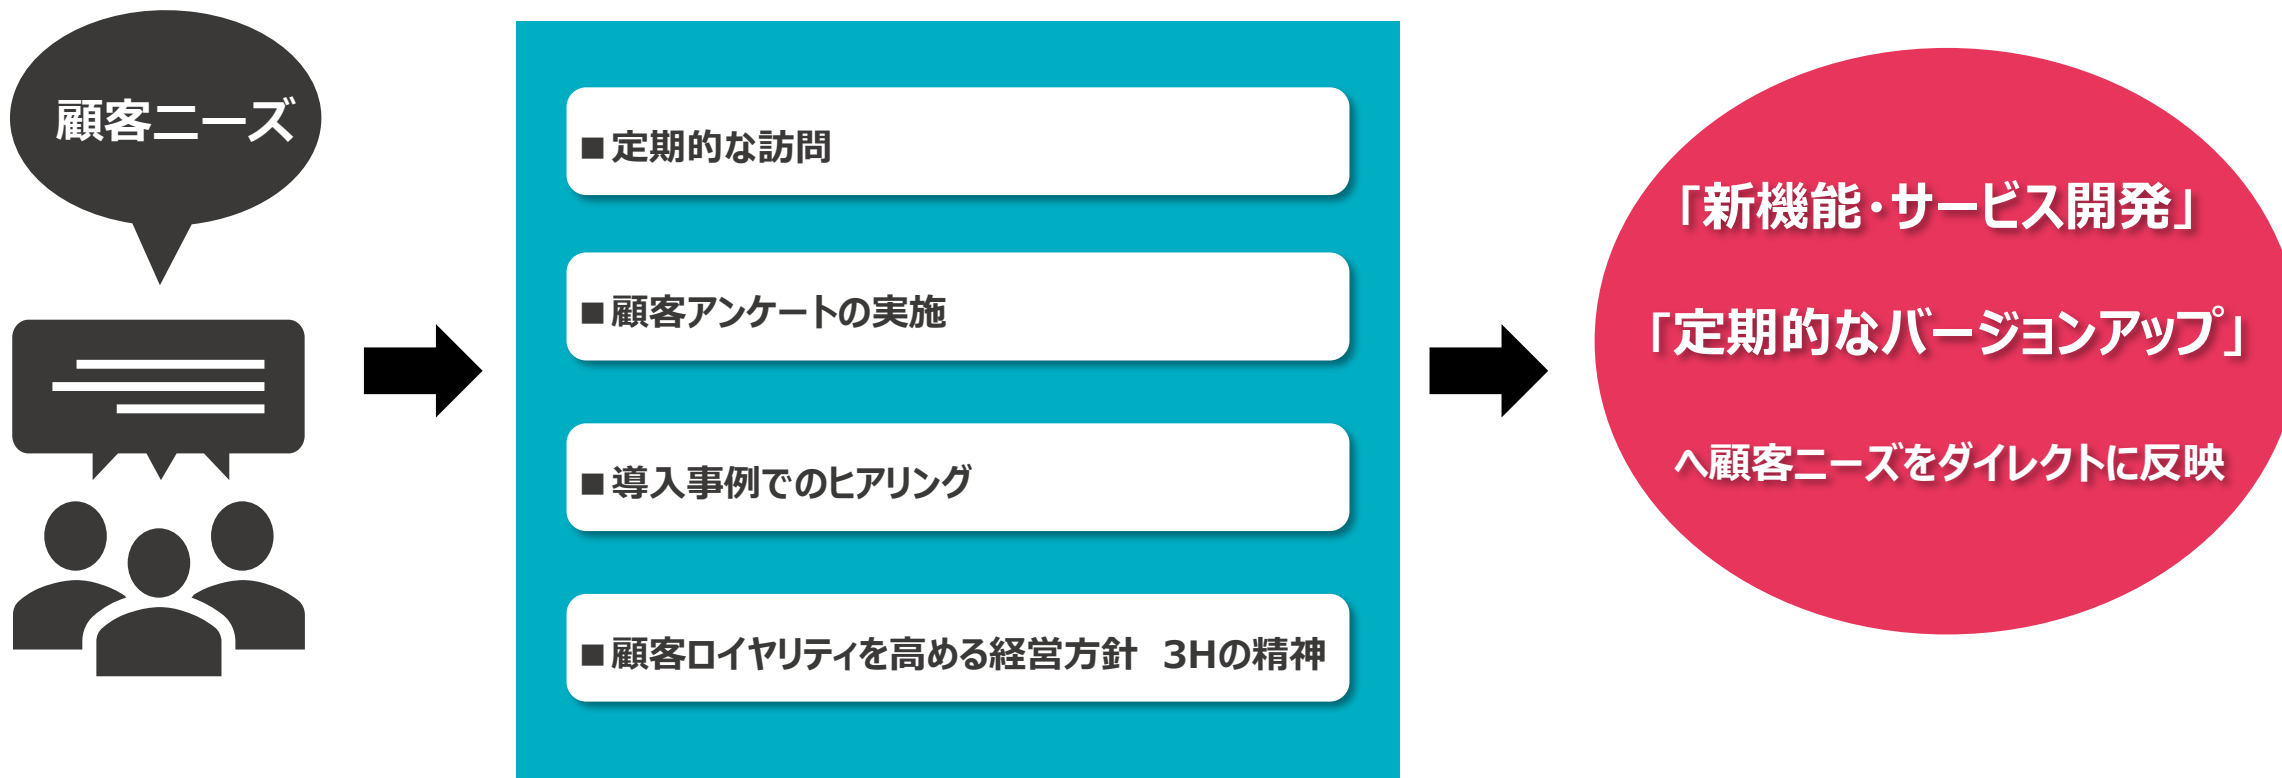 顧客ニーズ
■定期的な訪問
■顧客アンケートの実施
■導入事例でのヒアリング
■顧客ロイヤリティを高める経営方針　3Hの精神
「新機能・サービス開発」
「定期的なバージョンアップ」
へ顧客ニーズをダイレクトに反映